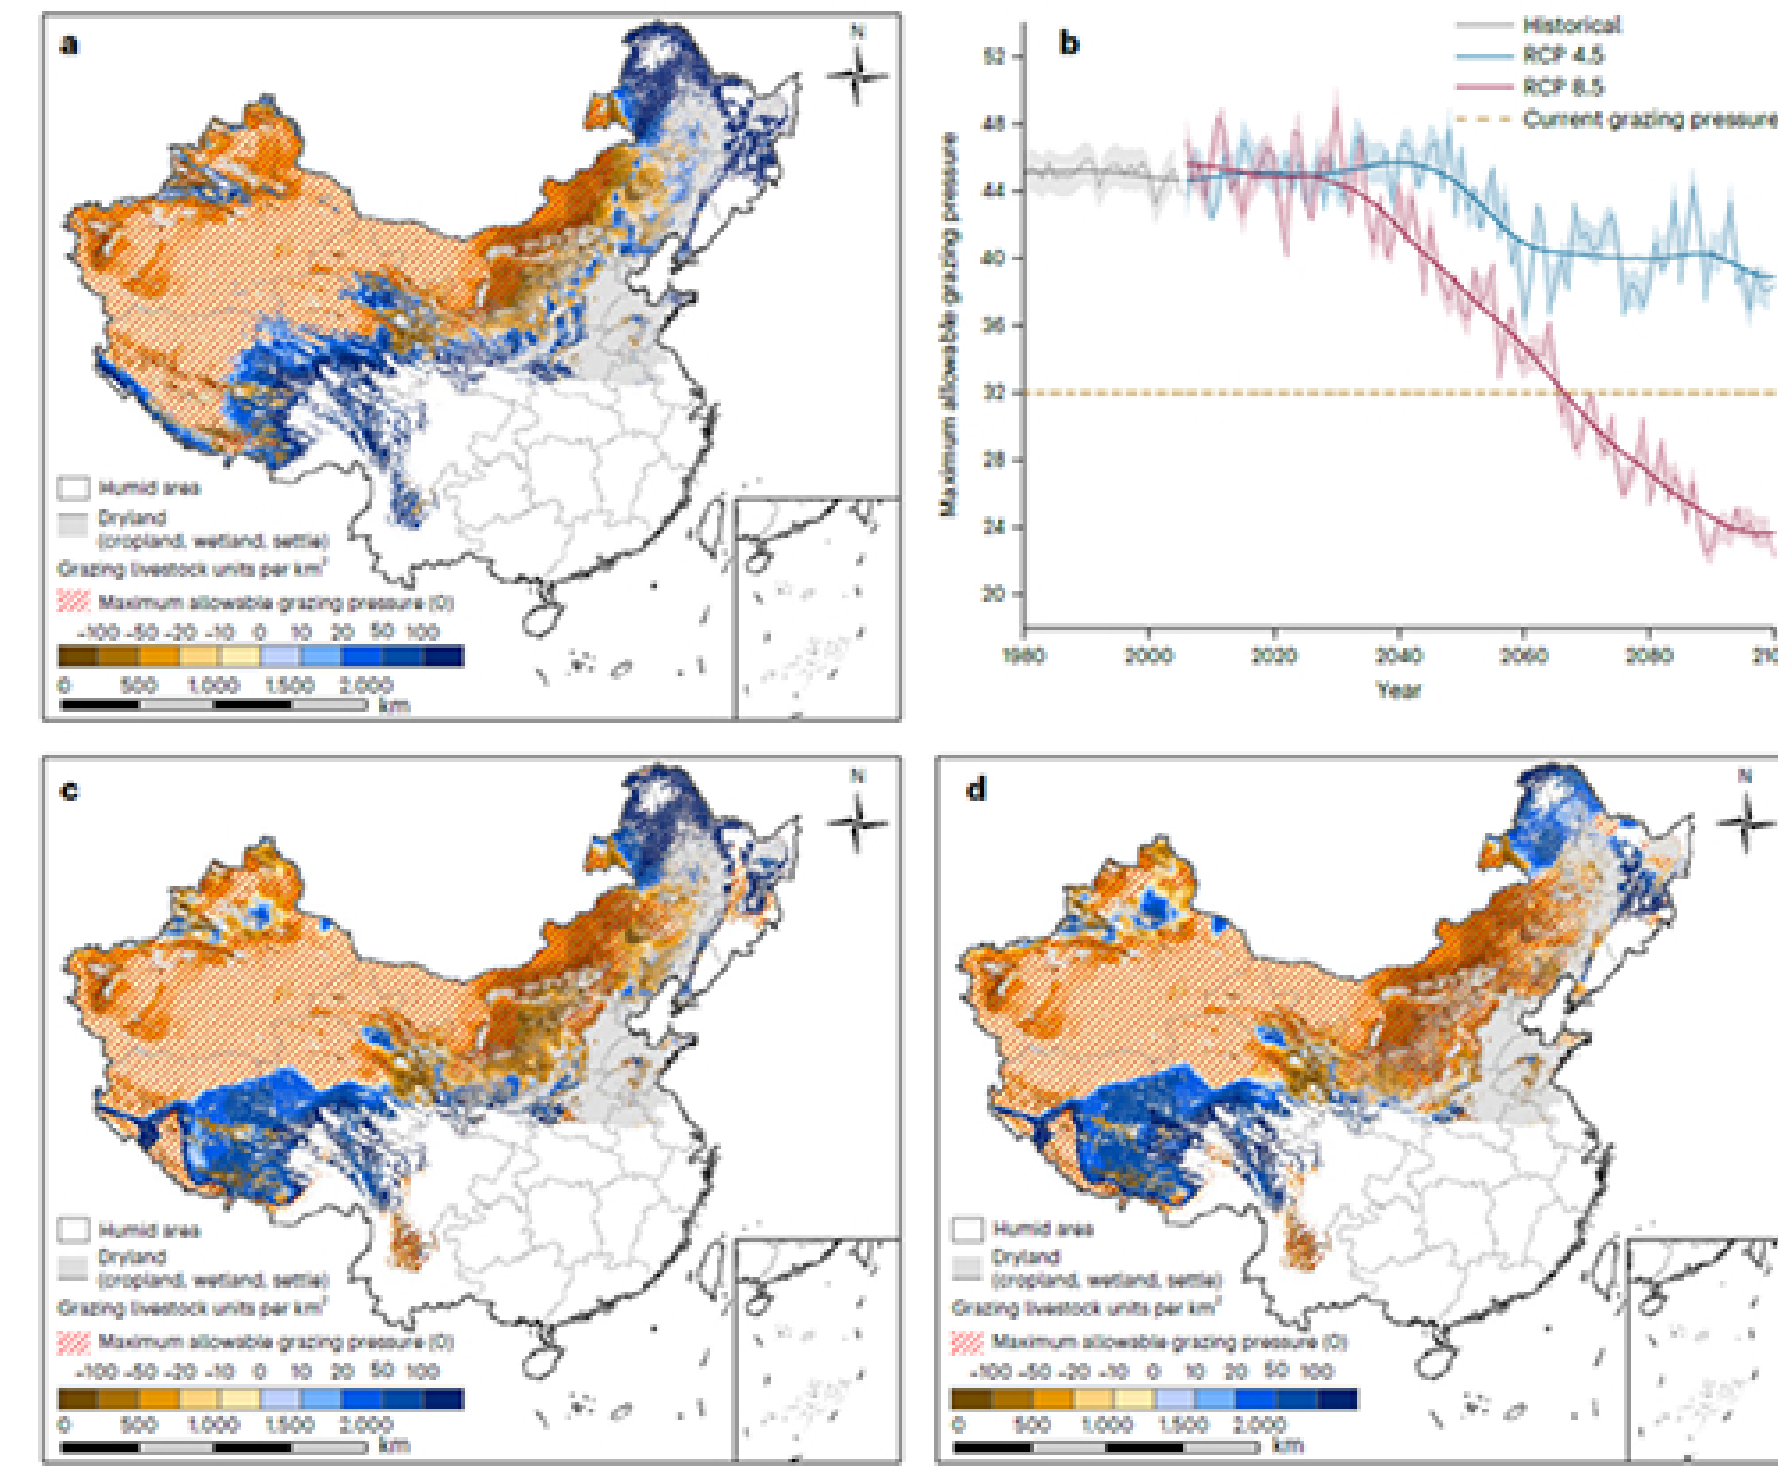 a
N
Humid area
Dryland
(cropland, wetland, settle)
Grazing livestock units per km²
Maximum allowable grazing pressure (0)
-100 -50 -20 -10 0 10 20 50 100
0 500 1,000 1,500 2,000
km
b
Historical
RCP 4.5
RCP 8.5
Current grazing pressure
Maximum allowable grazing pressure
52
48
44
40
36
32
28
24
20
1980 2000 2020 2040 2060 2080 210
Year
c
N
Humid area
Dryland
(cropland, wetland, settle)
Grazing livestock units per km²
Maximum allowable grazing pressure (0)
-100 -50 -20 -10 0 10 20 50 100
0 500 1,000 1,500 2,000
km
d
N
Humid area
Dryland
(cropland, wetland, settle)
Grazing livestock units per km²
Maximum allowable grazing pressure (0)
-100 -50 -20 -10 0 10 20 50 100
0 500 1,000 1,500 2,000
km